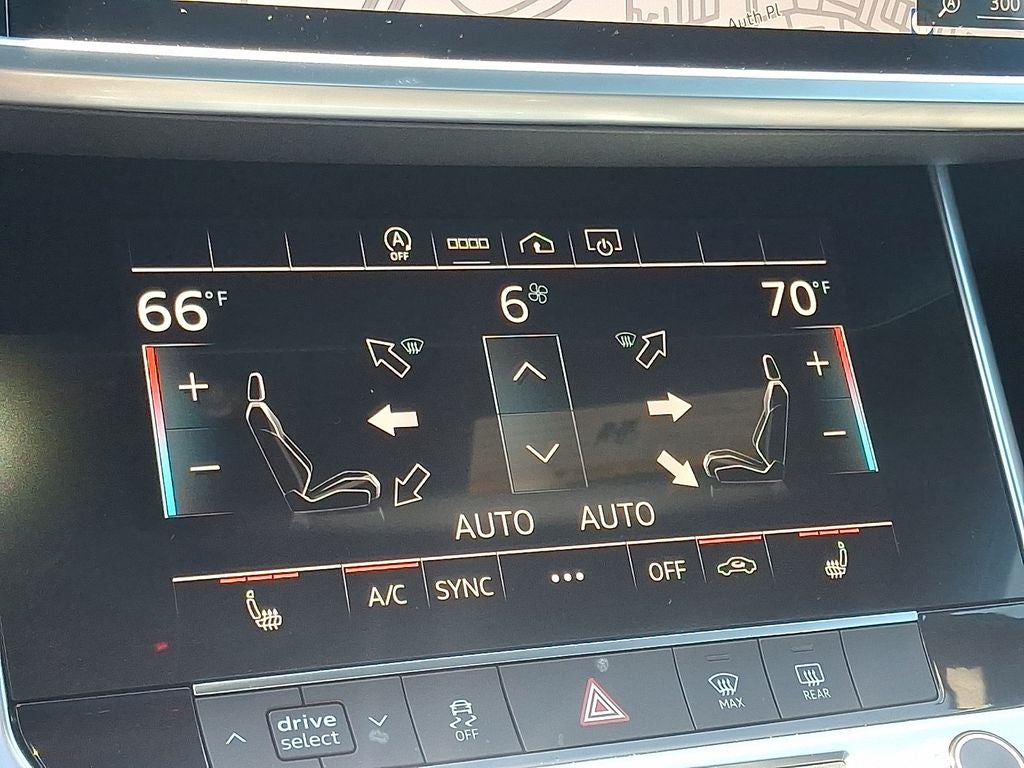 Auth Pl
300
A
OFF
66°F
6
70°F
AUTO AUTO
A/C SYNC ••• OFF
drive
select
OFF
MAX
REAR